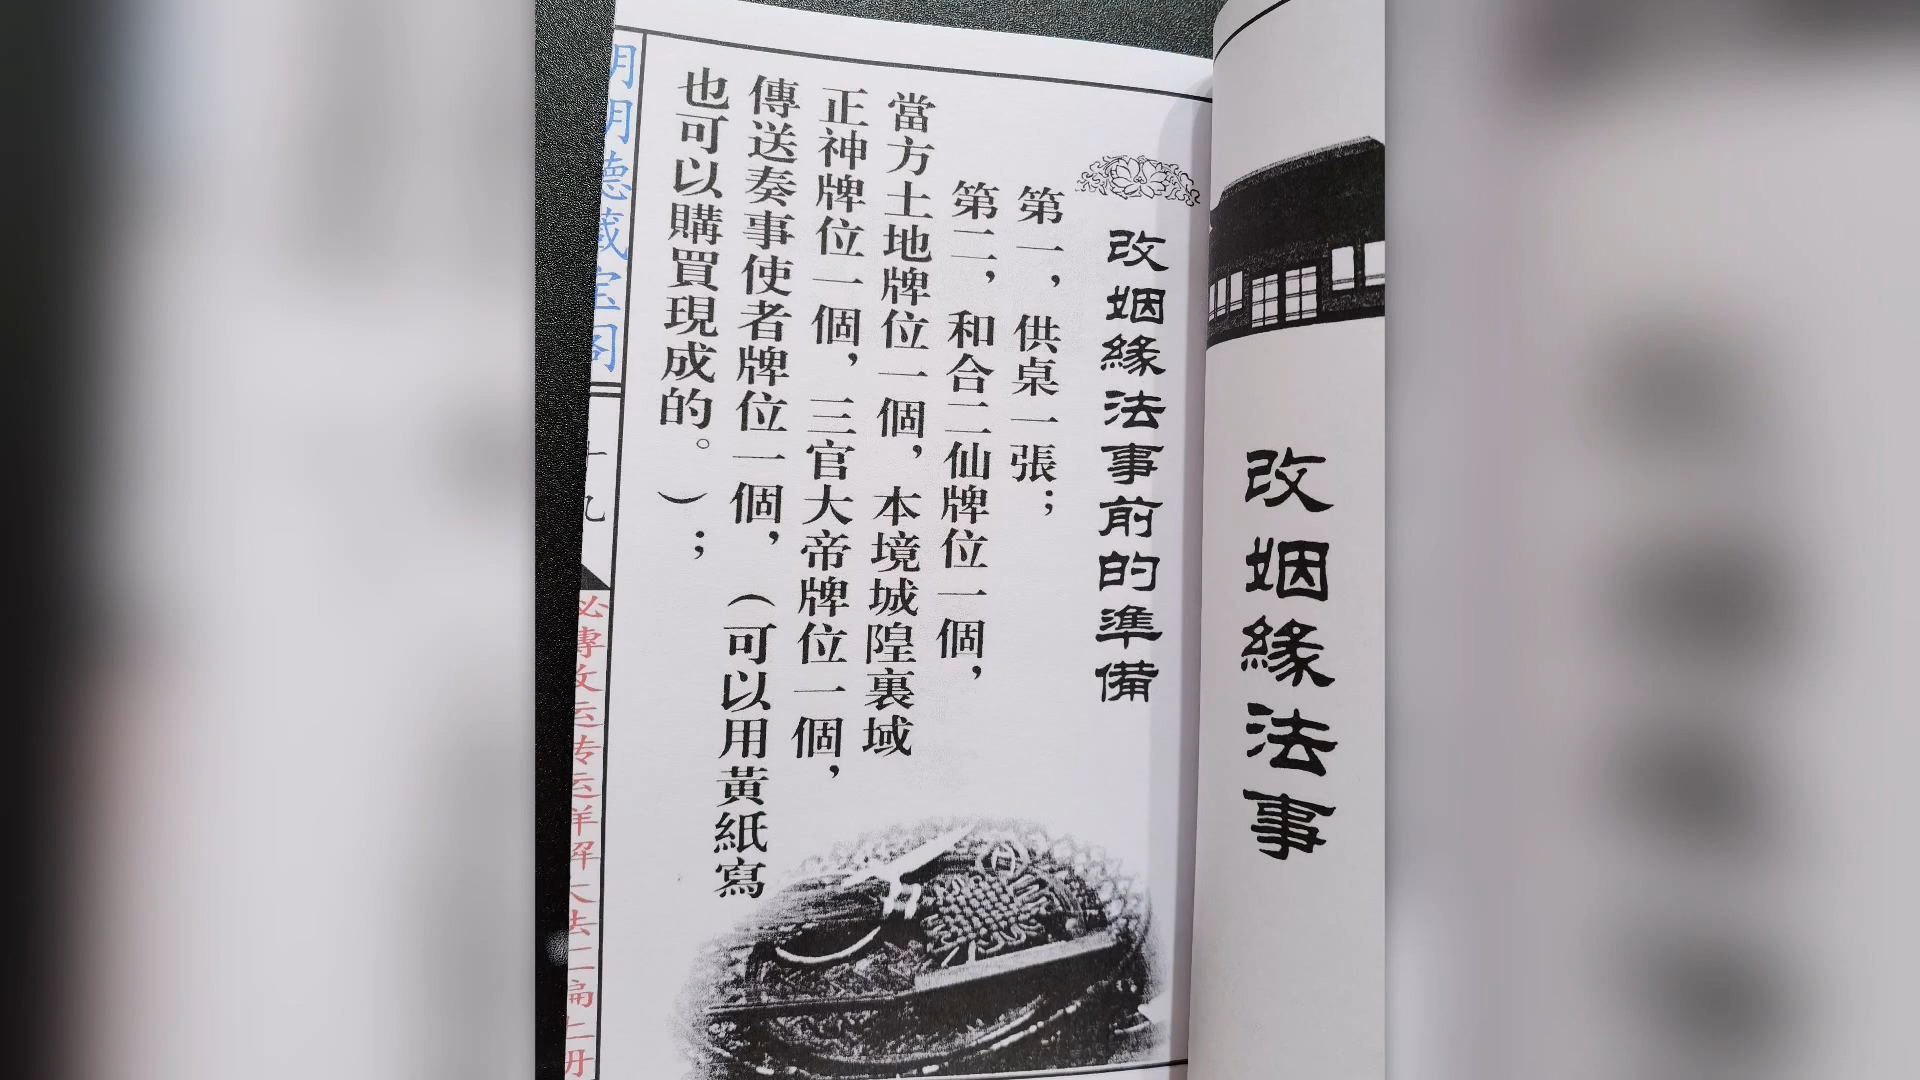 改姻緣法事
改姻緣法事前的準備
第一，供桌一張；
第二，和合二仙牌位一個，
當方土地牌位一個，本境城隍裏域
正神牌位一個，三官大帝牌位一個，
傳送奏事使者牌位一個，（可以用黃紙寫
也可以購買現成的。）；
十九